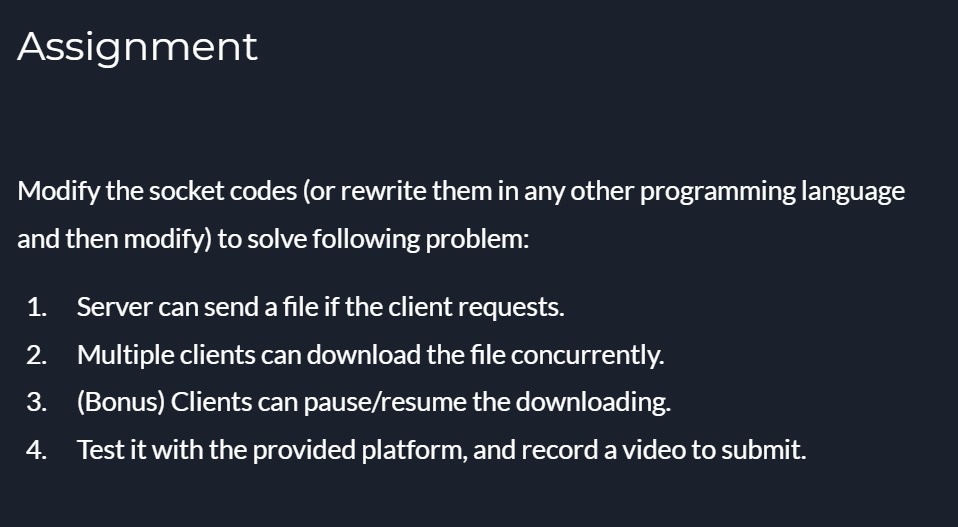 Assignment
Modify the socket codes (or rewrite them in any other programming language
and then modify) to solve following problem:
1. Server can send a file if the client requests.
2. Multiple clients can download the file concurrently.
3. (Bonus) Clients can pause/resume the downloading.
4. Test it with the provided platform, and record a video to submit.